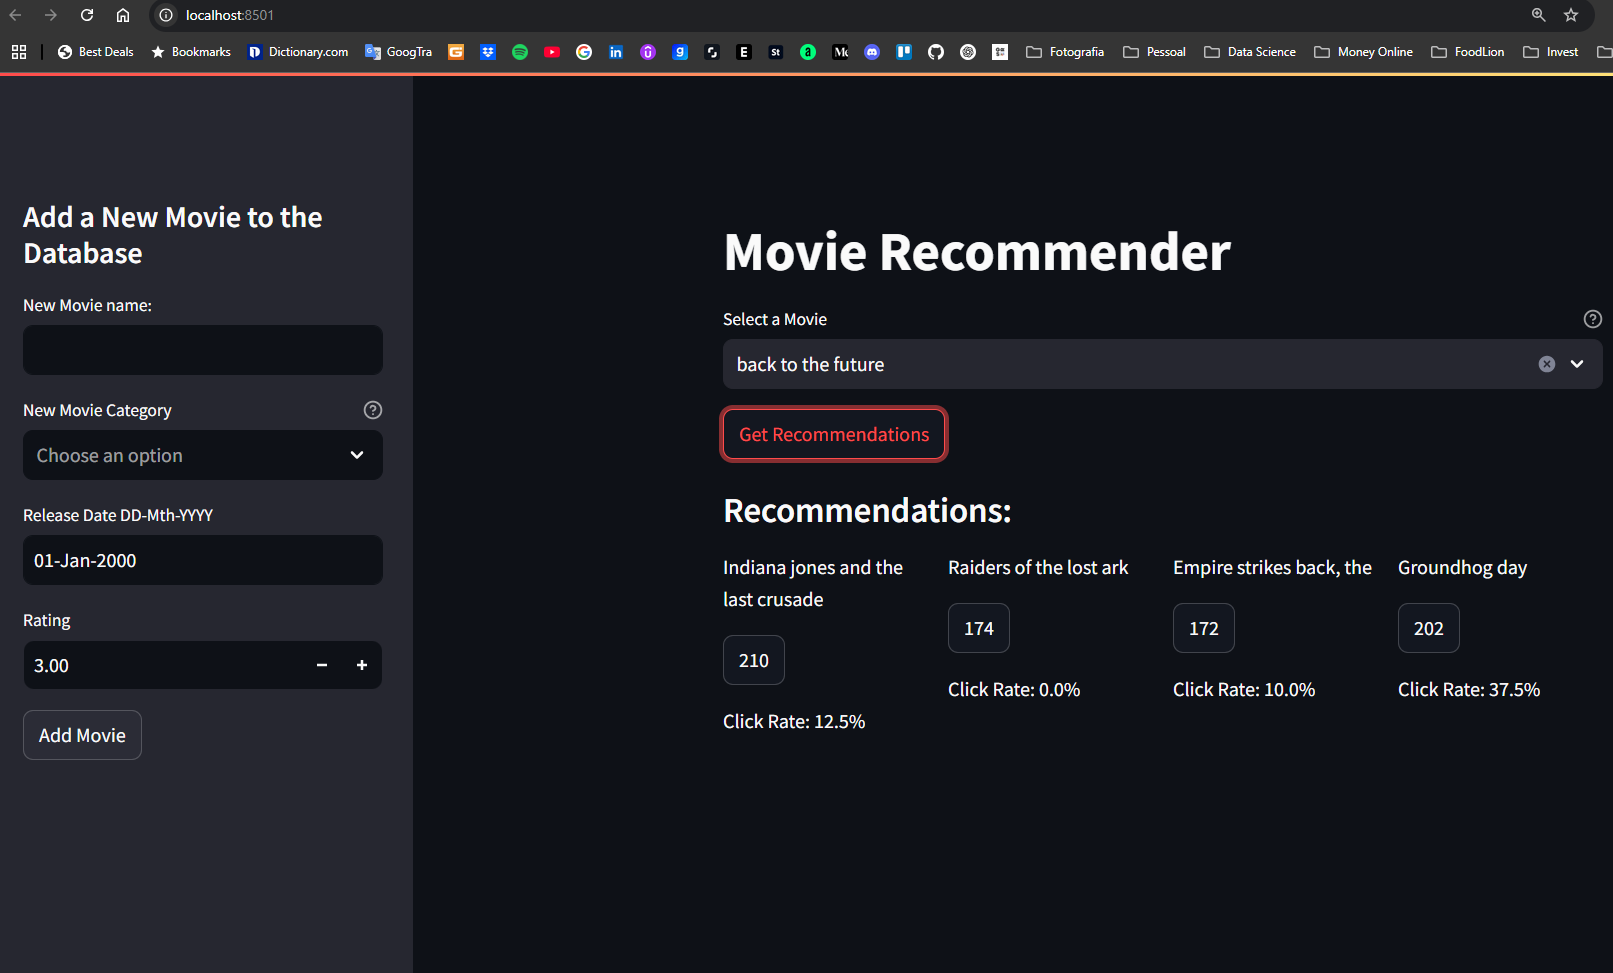 localhost:8501
Best Deals Bookmarks Dictionary.com GoogTra Fotografia Pessoal Data Science Money Online FoodLion Invest
Add a New Movie to the
Database
New Movie name:
New Movie Category
Choose an option
Release Date DD-Mth-YYYY
01-Jan-2000
Rating
3.00
Add Movie
Movie Recommender
Select a Movie
back to the future
Get Recommendations
Recommendations:
Indiana jones and the
last crusade
210
Click Rate: 12.5%
Raiders of the lost ark
174
Click Rate: 0.0%
Empire strikes back, the
172
Click Rate: 10.0%
Groundhog day
202
Click Rate: 37.5%